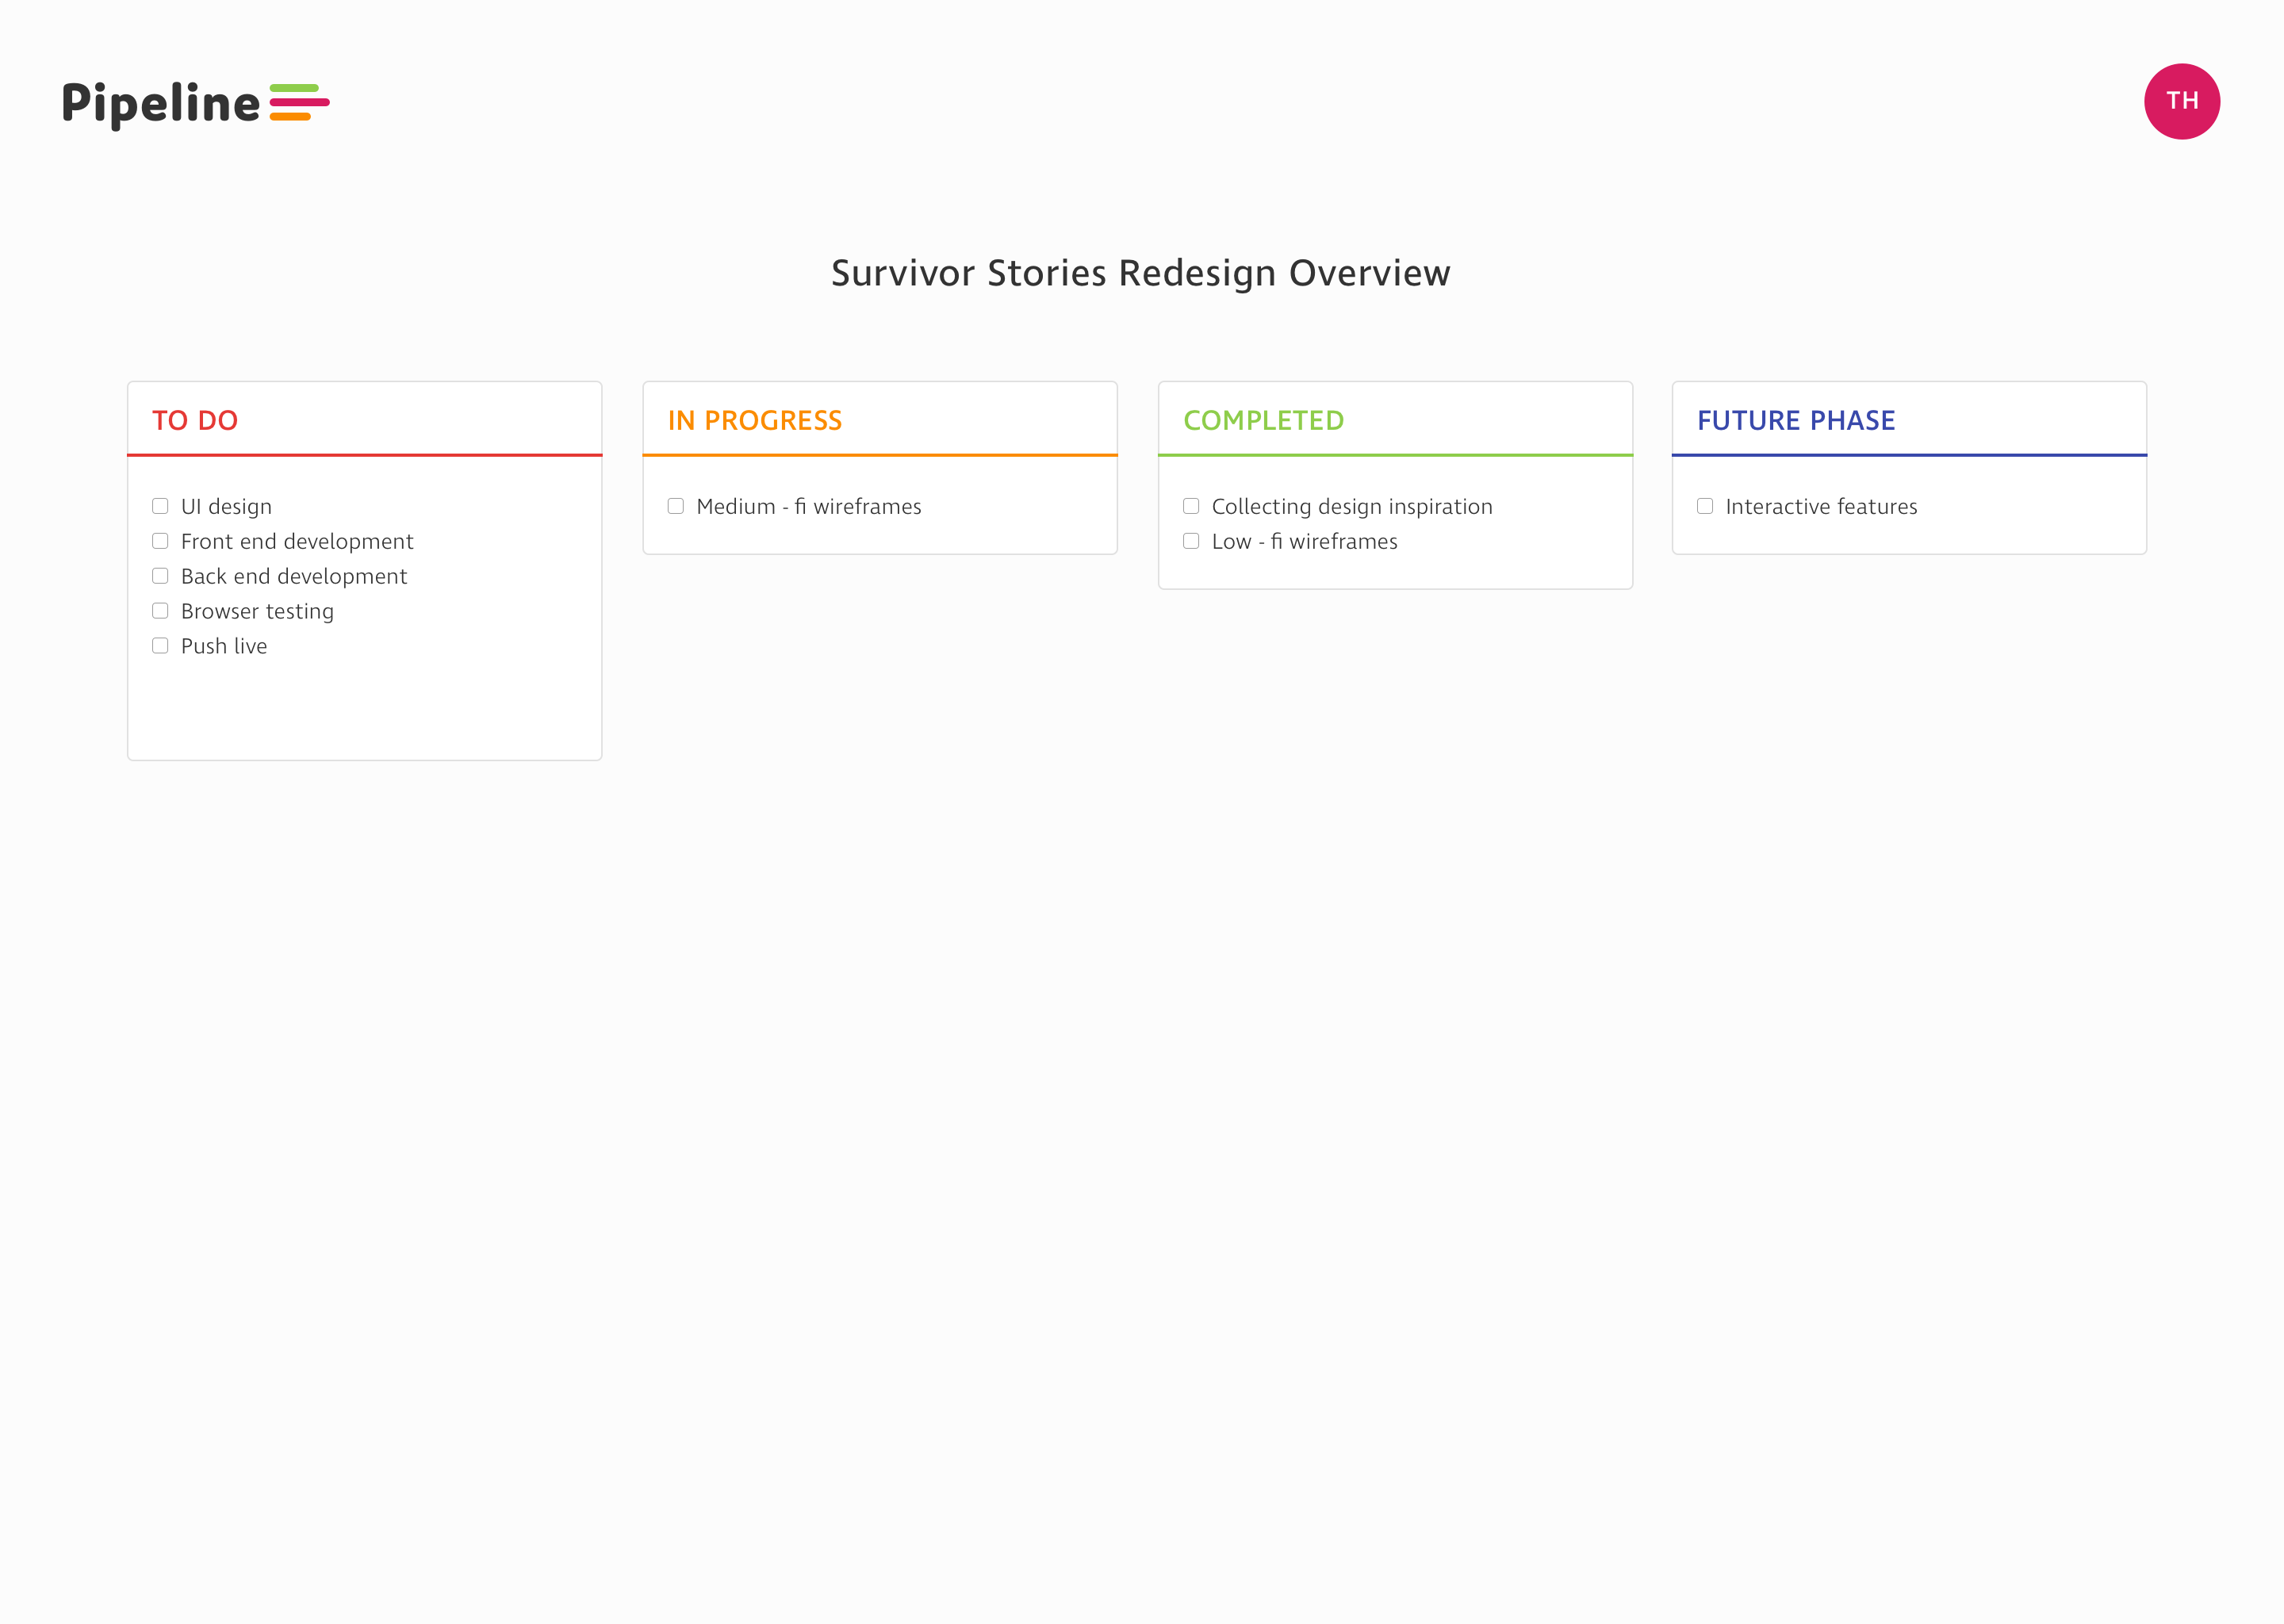 Pipeline
TH
Survivor Stories Redesign Overview
TO DO
UI design
Front end development
Back end development
Browser testing
Push live
IN PROGRESS
Medium - fi wireframes
COMPLETED
Collecting design inspiration
Low - fi wireframes
FUTURE PHASE
Interactive features